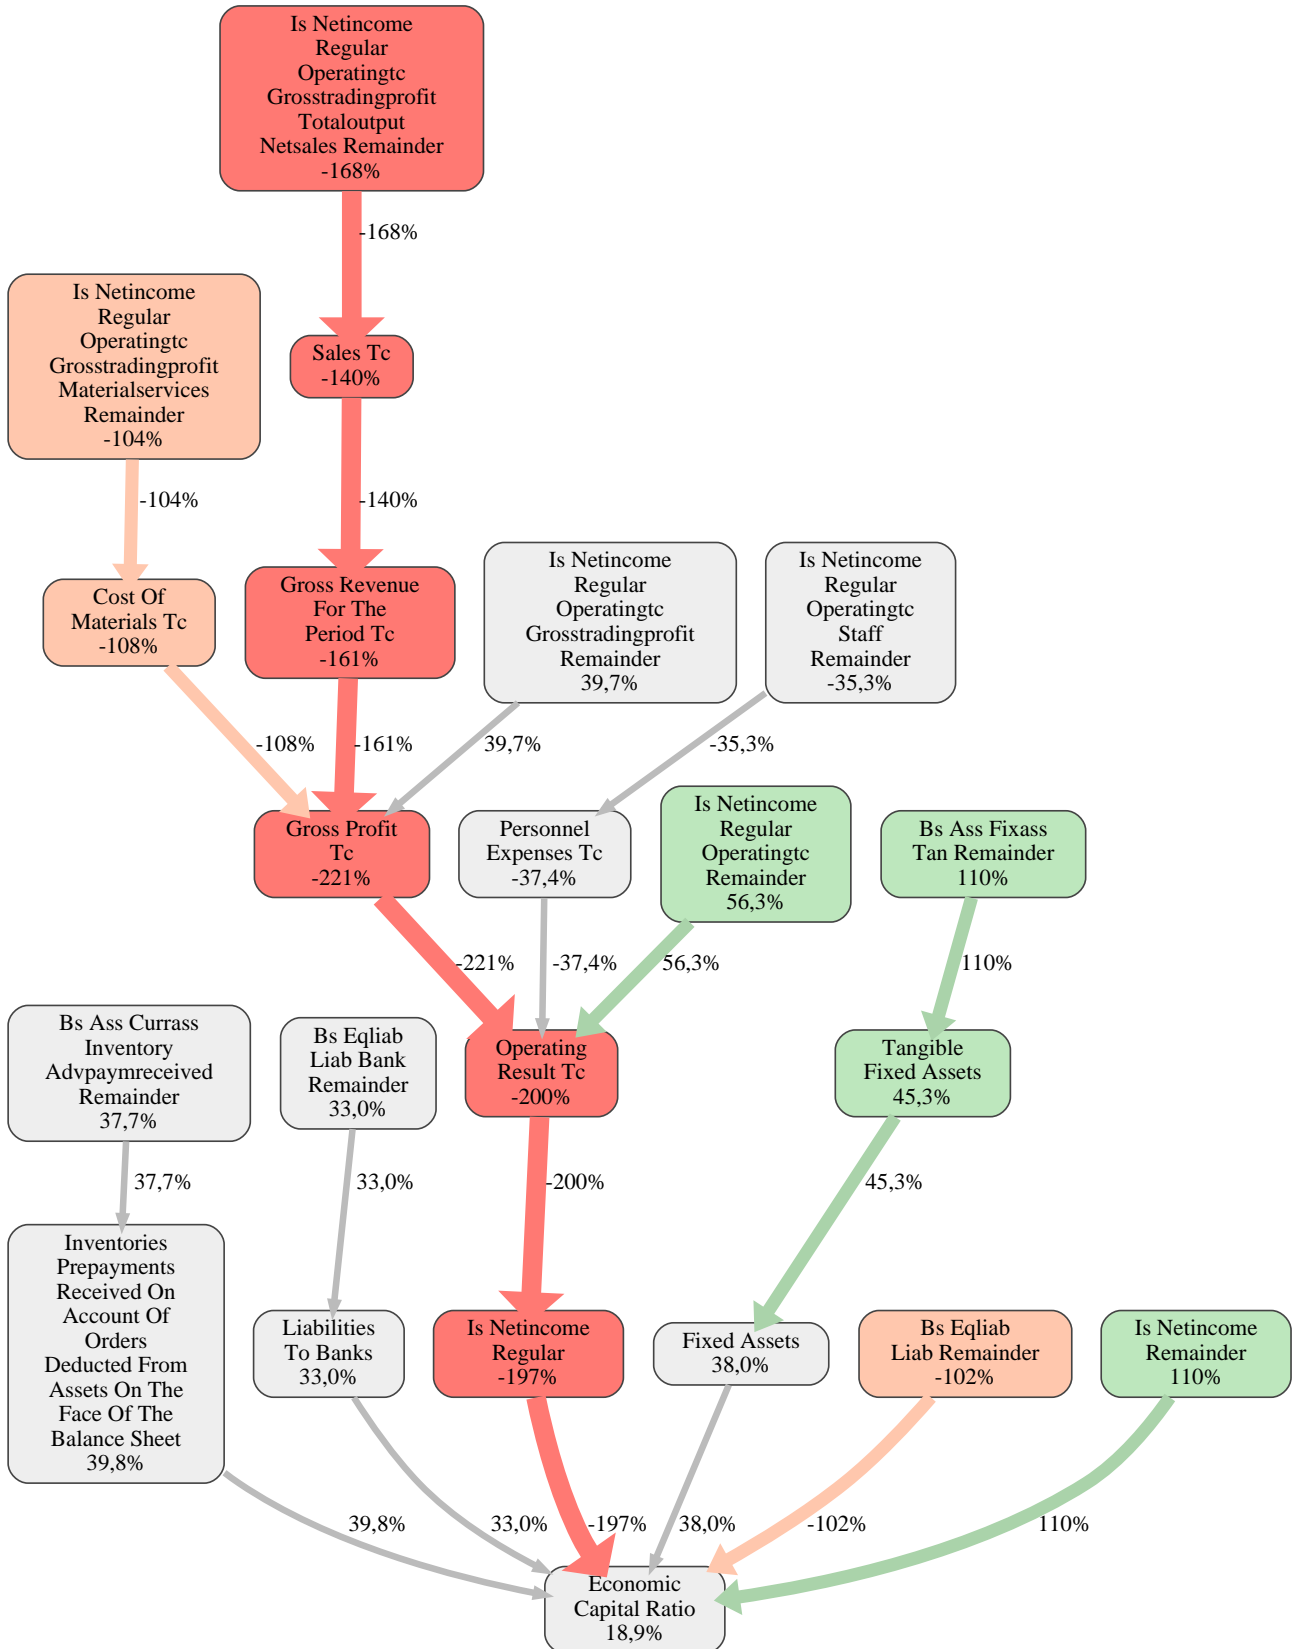 Is Netincome
Regular
Operatingtc
Grosstradingprofit
Totaloutput
Netsales Remainder
-168%
-168%
Is Netincome
Regular
Operatingtc
Grosstradingprofit
Materialservices
Remainder
-104%
Sales Tc
-140%
-104%
-140%
Is Netincome
Regular
Operatingtc
Grosstradingprofit
Remainder
39,7%
Is Netincome
Regular
Operatingtc
Staff
Remainder
-35,3%
Cost Of
Materials Tc
-108%
Gross Revenue
For The
Period Tc
-161%
-108%
-161%
39,7%
-35,3%
Gross Profit
Tc
-221%
Personnel
Expenses Tc
-37,4%
Is Netincome
Regular
Operatingtc
Remainder
56,3%
Bs Ass Fixass
Tan Remainder
110%
-221%
-37,4%
56,3%
110%
Bs Ass Currass
Inventory
Advpaymreceived
Remainder
37,7%
Bs Eqliab
Liab Bank
Remainder
33,0%
Operating
Result Tc
-200%
Tangible
Fixed Assets
45,3%
37,7%
33,0%
-200%
45,3%
Inventories
Prepayments
Received On
Account Of
Orders
Deducted From
Assets On The
Face Of The
Balance Sheet
39,8%
Liabilities
To Banks
33,0%
Is Netincome
Regular
-197%
Fixed Assets
38,0%
Bs Eqliab
Liab Remainder
-102%
Is Netincome
Remainder
110%
39,8%
33,0%
-197%
38,0%
-102%
110%
Economic
Capital Ratio
18,9%